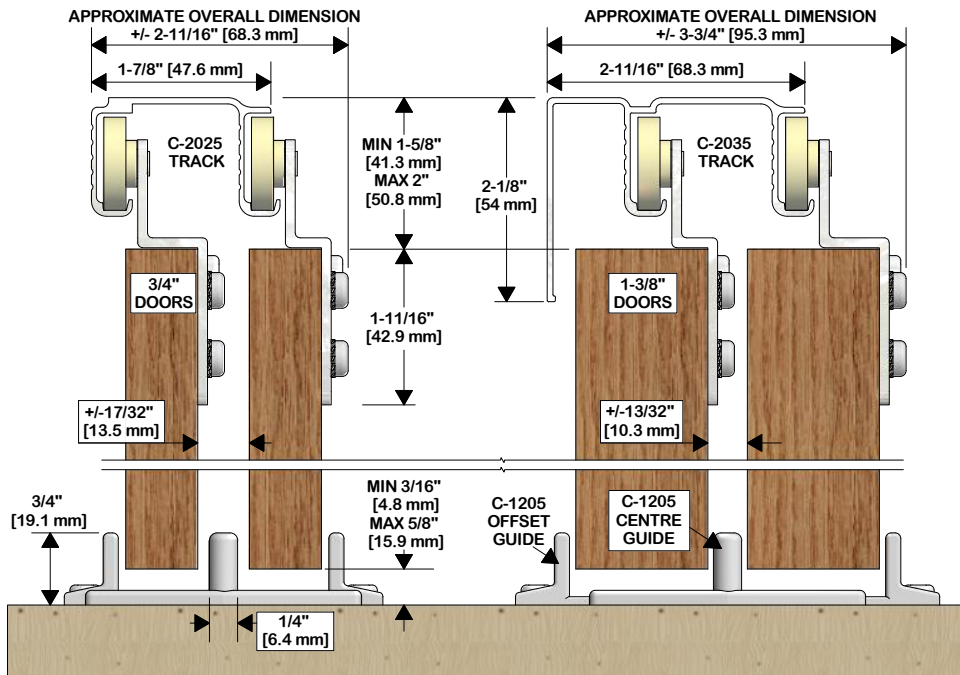 APPROXIMATE OVERALL DIMENSION
+/- 2-11/16" [68.3 mm]
1-7/8" [47.6 mm]
C-2025
TRACK
MIN 1-5/8"
[41.3 mm]
MAX 2"
[50.8 mm]
3/4"
DOORS
1-11/16"
[42.9 mm]
+/-17/32"
[13.5 mm]
3/4"
[19.1 mm]
MIN 3/16"
[4.8 mm]
MAX 5/8"
[15.9 mm]
1/4"
[6.4 mm]
APPROXIMATE OVERALL DIMENSION
+/- 3-3/4" [95.3 mm]
2-11/16" [68.3 mm]
C-2035
TRACK
2-1/8"
[54 mm]
1-3/8"
DOORS
+/-13/32"
[10.3 mm]
C-1205
OFFSET
GUIDE
C-1205
CENTRE
GUIDE